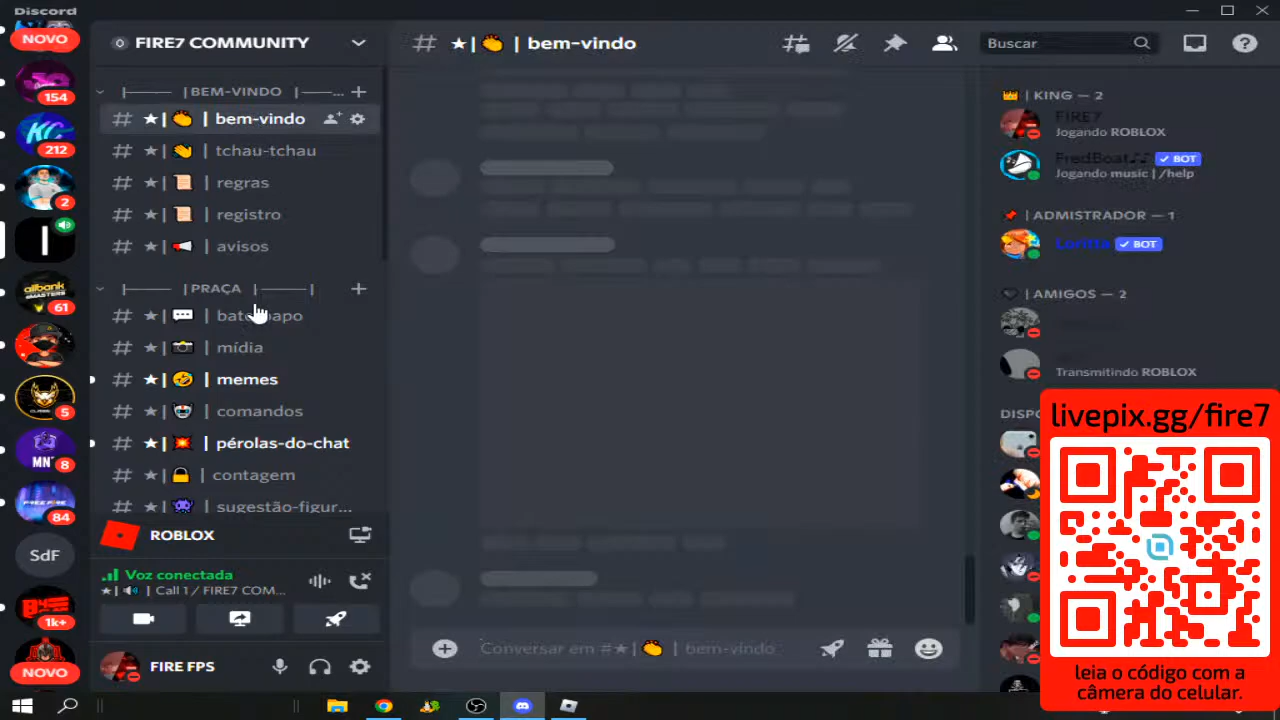 Discord
NOVO
154
212
2
61
5
MN
8
FREE FIRE
84
SdF
1k+
NOVO
FIRE7 COMMUNITY
|BEM-VINDO |
# ★| | bem-vindo
# ★| | tchau-tchau
# ★| | regras
# ★| | registro
# ★| | avisos
|PRAÇA |
# ★| |
# ★| | mídia
# ★| | memes
# ★| | comandos
# ★| | pérolas-do-chat
# ★| | contagem
# ★| | sugestão-figur...
ROBLOX
Voz conectada
★| | Call 1 / FIRE7 COM...
FIRE FPS
# ★| | bem-vindo
Buscar
Conversar em #★| | bem-vindo
| KING — 2
FIRE7
Jogando ROBLOX
FredBoat♪♪ ✓ BOT
Jogando music | /help
| ADMISTRADOR — 1
Loritta ✓ BOT
| AMIGOS — 2
Transmitindo ROBLOX
livepix.gg/fire7
leia o código com a
câmera do celular.